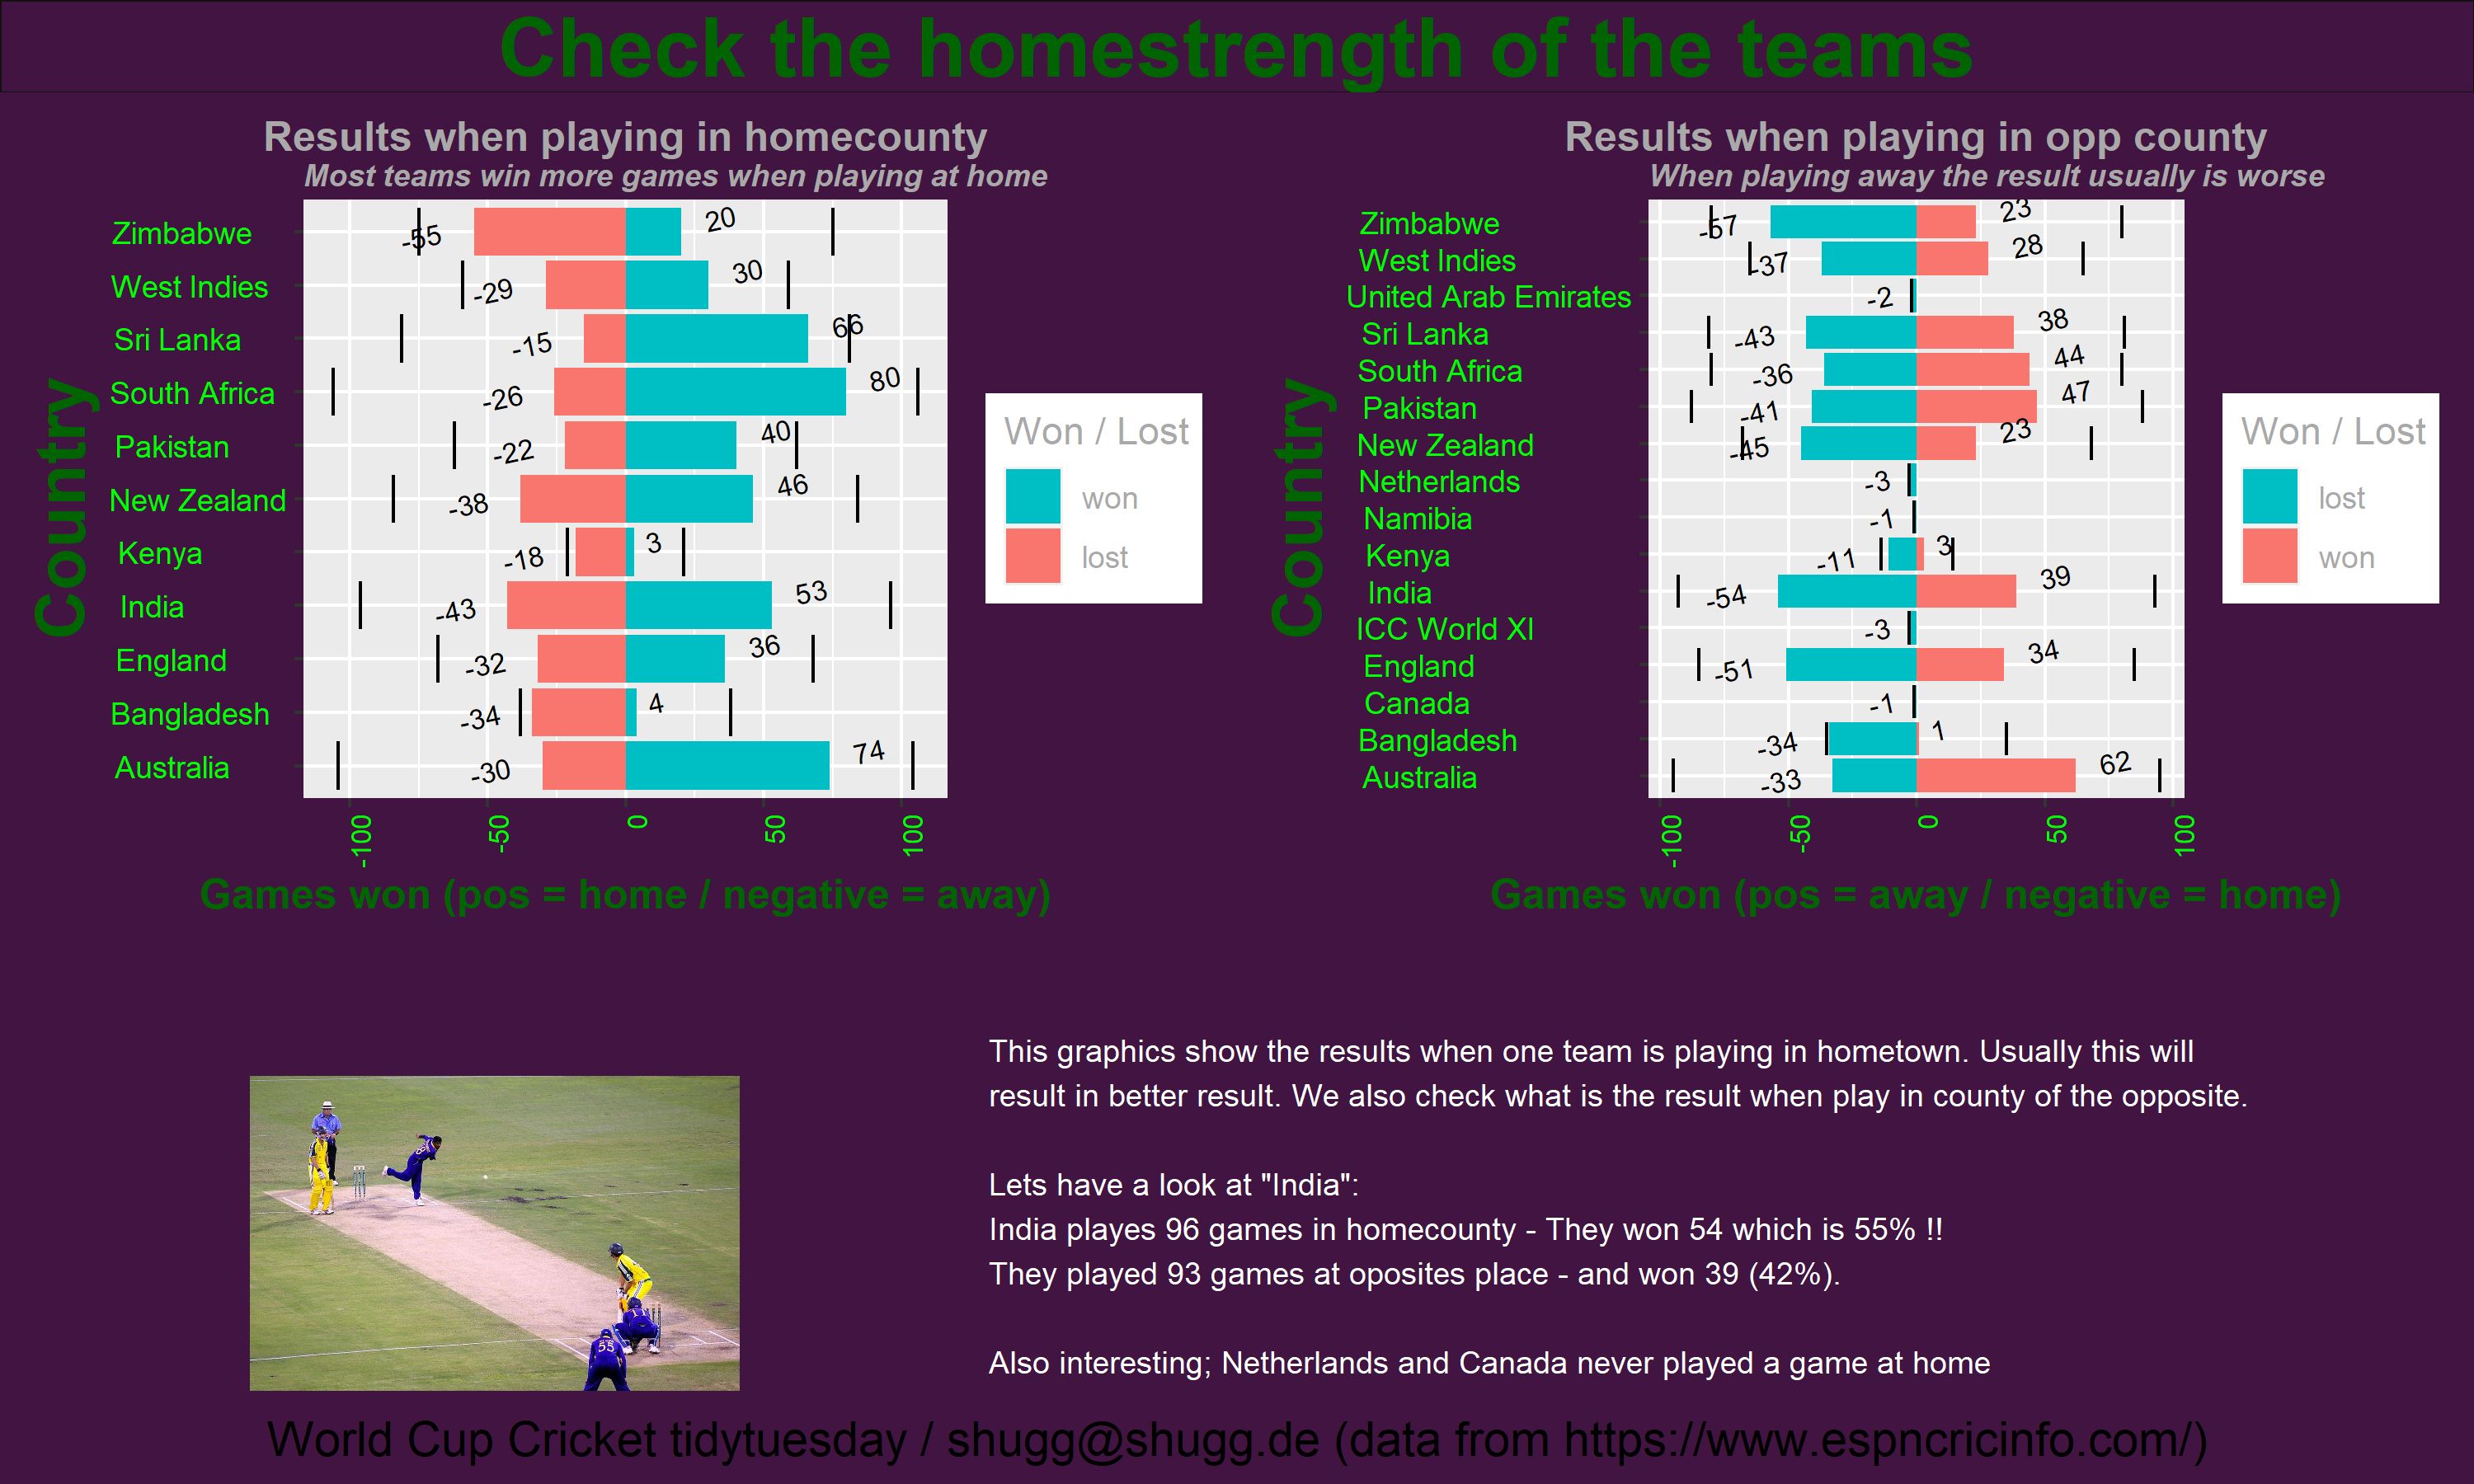 Check the homestrength of the teams
Results when playing in homecounty
Most teams win more games when playing at home
Country
Zimbabwe -55 20
West Indies -29 30
Sri Lanka -15 66
South Africa -26 80
Pakistan -22 40
New Zealand -38 46
Kenya -18 3
India -43 53
England -32 36
Bangladesh -34 4
Australia -30 74
-100 -50 0 50 100
Games won (pos = home / negative = away)
Won / Lost
won
lost
Results when playing in opp county
When playing away the result usually is worse
Country
Zimbabwe -57 23
West Indies -37 28
United Arab Emirates -2
Sri Lanka -43 38
South Africa -36 44
Pakistan -41 47
New Zealand -45 23
Netherlands -3
Namibia -1
Kenya -11 3
India -54 39
ICC World XI -3
England -51 34
Canada -1
Bangladesh -34 1
Australia -33 62
-100 -50 0 50 100
Games won (pos = away / negative = home)
Won / Lost
lost
won
This graphics show the results when one team is playing in hometown. Usually this will
result in better result. We also check what is the result when play in county of the opposite.
Lets have a look at "India":
India playes 96 games in homecounty - They won 54 which is 55% !!
They played 93 games at oposites place - and won 39 (42%).
Also interesting; Netherlands and Canada never played a game at home
55
World Cup Cricket tidytuesday / shugg@shugg.de (data from https://www.espncricinfo.com/)